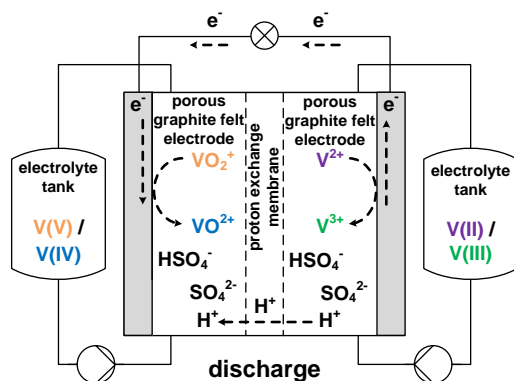 e⁻
e⁻ e⁻
e⁻ e⁻
porous
graphite felt
electrode
porous
graphite felt
electrode
proton exchange
membrane
electrolyte
tank
V(V) /
V(IV)
VO₂⁺
VO²⁺
HSO₄⁻
SO₄²⁻
H⁺
H⁺
V²⁺
V³⁺
HSO₄⁻
SO₄²⁻
H⁺
electrolyte
tank
V(II) /
V(III)
discharge